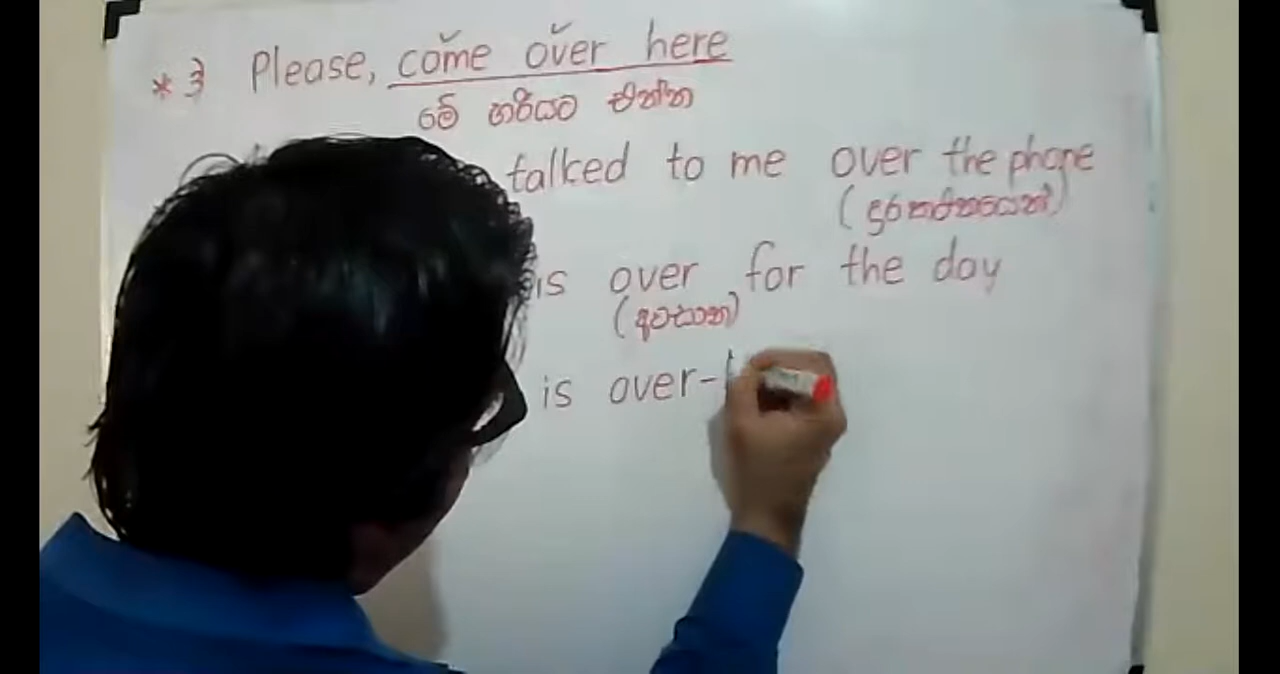 * 3 Please, come over here
මේ හරියට එන්න
talked to me over the phone
(දුරකථනයෙන්)
is over for the day
(අවසාන)
is over-